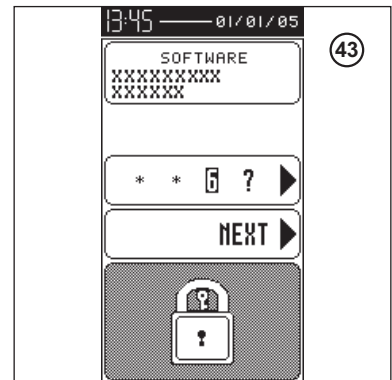 13:45 01/01/05
43
SOFTWARE
XXXXXXXXX
XXXXXX
* * 6 ?
NEXT